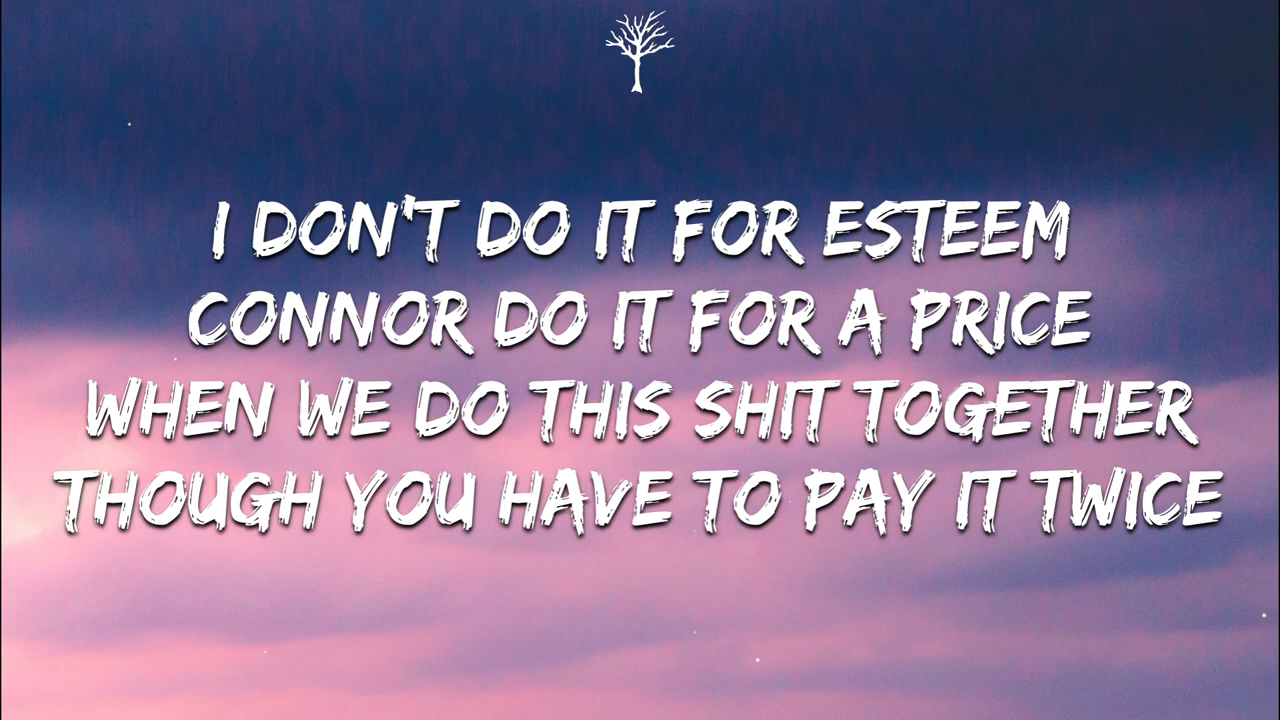 I DON'T DO IT FOR ESTEEM
CONNOR DO IT FOR A PRICE
WHEN WE DO THIS SHIT TOGETHER
THOUGH YOU HAVE TO PAY IT TWICE